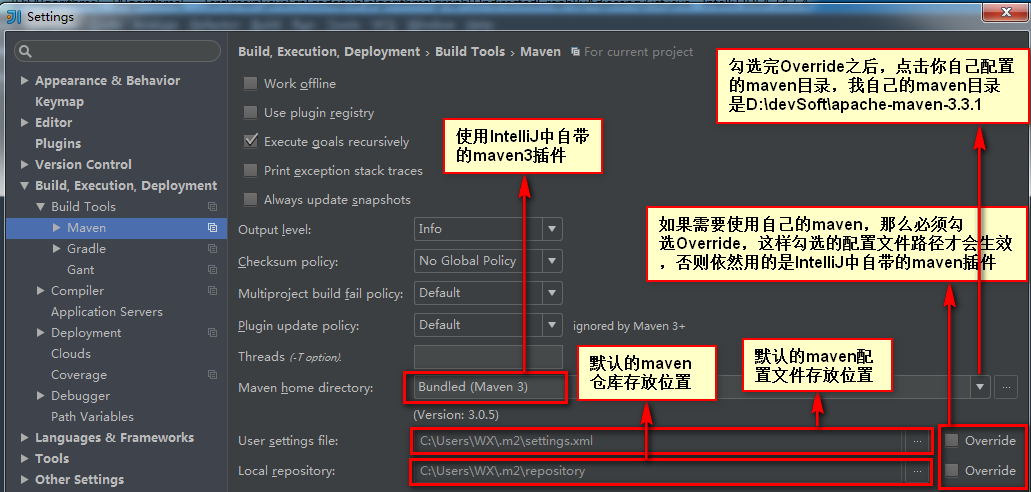 Settings
Build, Execution, Deployment › Build Tools › Maven For current project
Appearance & Behavior
Keymap
Editor
Plugins
Version Control
Build, Execution, Deployment
Build Tools
Maven
Gradle
Gant
Compiler
Application Servers
Deployment
Clouds
Coverage
Debugger
Path Variables
Languages & Frameworks
Tools
Other Settings
Work offline
Use plugin registry
Execute goals recursively
Print exception stack traces
Always update snapshots
Output level: Info
Checksum policy: No Global Policy
Multiproject build fail policy: Default
Plugin update policy: Default ignored by Maven 3+
Threads (-T option).
Maven home directory: Bundled (Maven 3)
(Version: 3.0.5)
User settings file: C:\Users\WX\.m2\settings.xml ... Override
Local repository: C:\Users\WX\.m2\repository ... Override
勾选完Override之后，点击你自己配置
的maven目录，我自己的maven目录
是D:\devSoft\apache-maven-3.3.1
使用IntelliJ中自带
的maven3插件
如果需要使用自己的maven，那么必须勾
选Override，这样勾选的配置文件路径才会生效
，否则依然用的是IntelliJ中自带的maven插件
默认的maven
仓库存放位置
默认的maven配
置文件存放位置